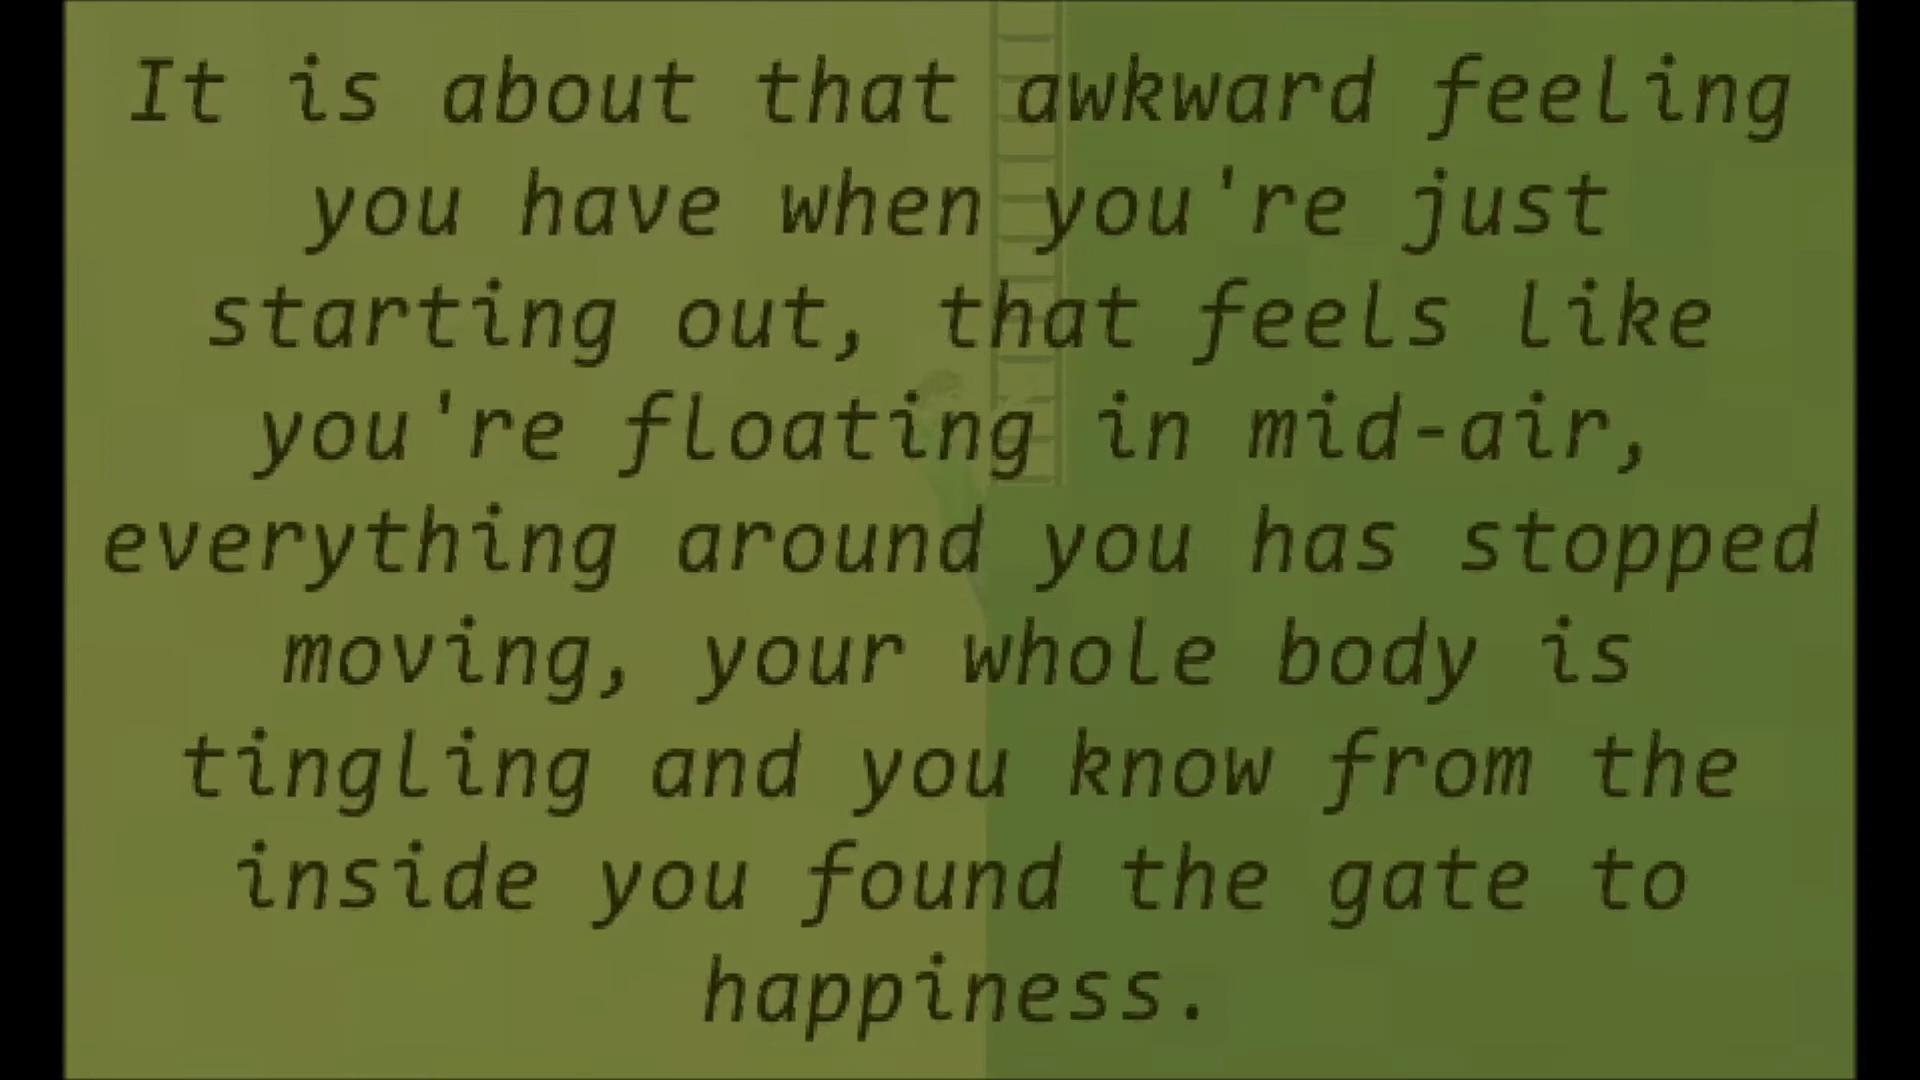 It is about that awkward feeling
you have when you're just
starting out, that feels like
you're floating in mid-air,
everything around you has stopped
moving, your whole body is
tingling and you know from the
inside you found the gate to
happiness.